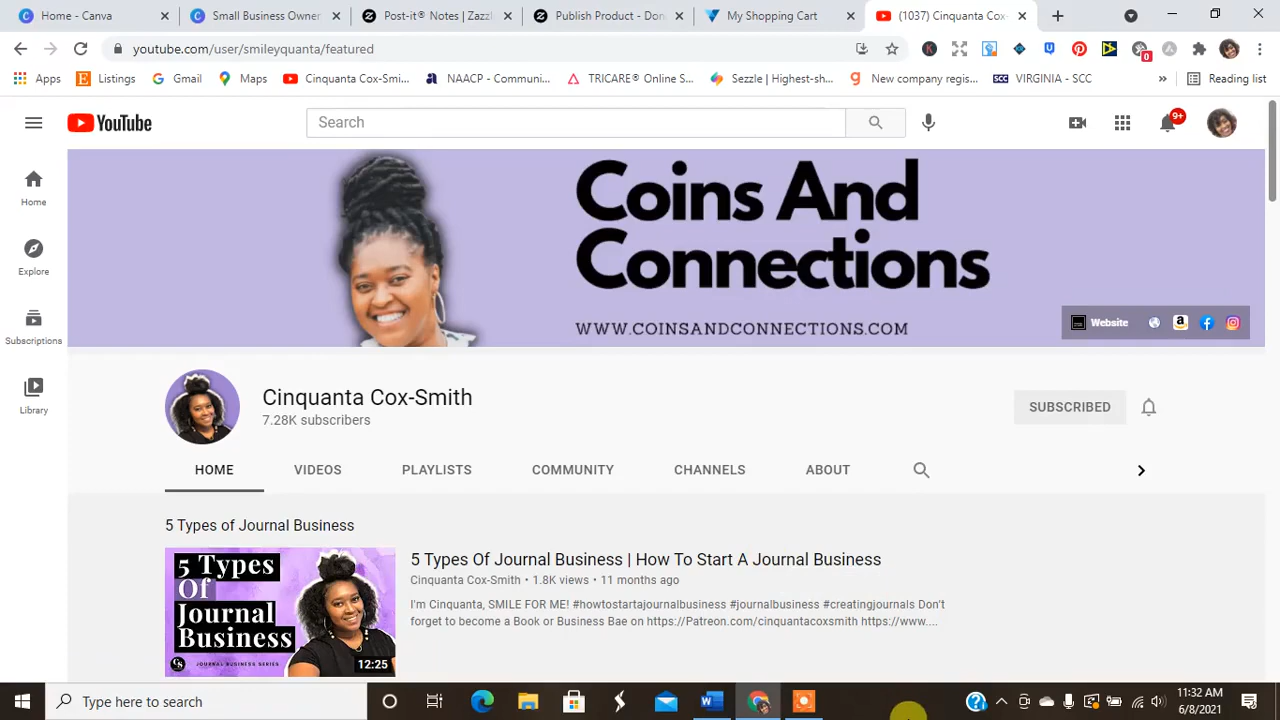 Home - Canva
Small Business Owner
Post-it® Notes | Zazzl
Publish Product - Don
My Shopping Cart
(1037) Cinquanta Cox-
youtube.com/user/smileyquanta/featured
0
Apps
Listings
Gmail
Maps
Cinquanta Cox-Smi...
NAACP - Communi...
TRICARE® Online S...
Sezzle | Highest-sh...
New company regis...
SCC VIRGINIA - SCC
»
Reading list
YouTube
Search
9+
Coins And
Connections
WWW.COINSANDCONNECTIONS.COM
Website
Home
Explore
Subscriptions
Library
Cinquanta Cox-Smith
7.28K subscribers
SUBSCRIBED
HOME
VIDEOS
PLAYLISTS
COMMUNITY
CHANNELS
ABOUT
5 Types of Journal Business
5 Types
Of
Journal
Business
CS JOURNAL BUSINESS SERIES
12:25
5 Types Of Journal Business | How To Start A Journal Business
Cinquanta Cox-Smith • 1.8K views • 11 months ago
I'm Cinquanta, SMILE FOR ME! #howtostartajournalbusiness #journalbusiness #creatingjournals Don't
forget to become a Book or Business Bae on https://Patreon.com/cinquantacoxsmith https://www....
Type here to search
11:32 AM
6/8/2021